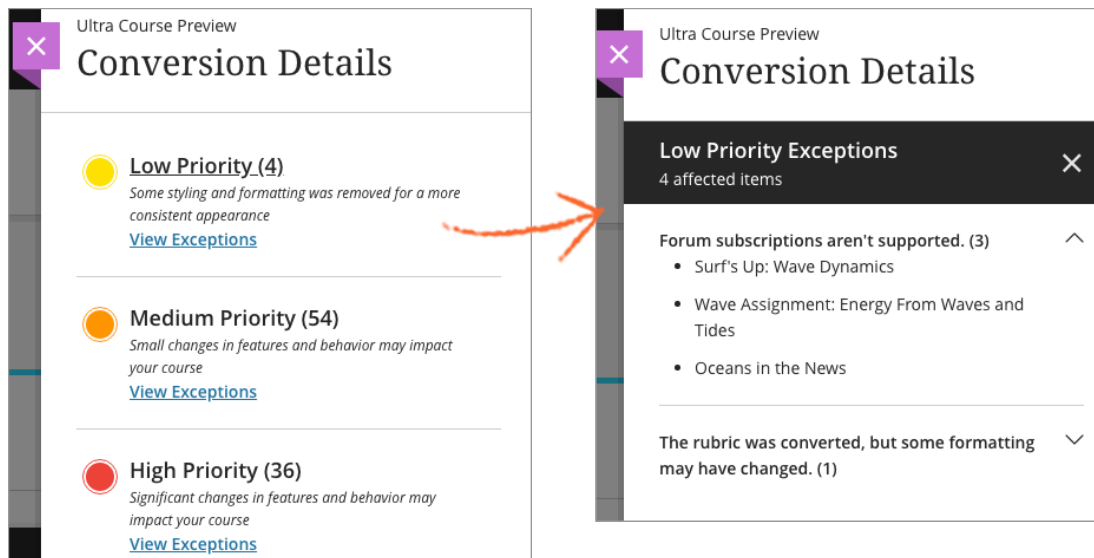 Ultra Course Preview
Conversion Details
Low Priority (4)
Some styling and formatting was removed for a more
consistent appearance
View Exceptions
Medium Priority (54)
Small changes in features and behavior may impact
your course
View Exceptions
High Priority (36)
Significant changes in features and behavior may
impact your course
View Exceptions
Ultra Course Preview
Conversion Details
Low Priority Exceptions
4 affected items
Forum subscriptions aren't supported. (3)
• Surf's Up: Wave Dynamics
• Wave Assignment: Energy From Waves and
Tides
• Oceans in the News
The rubric was converted, but some formatting
may have changed. (1)